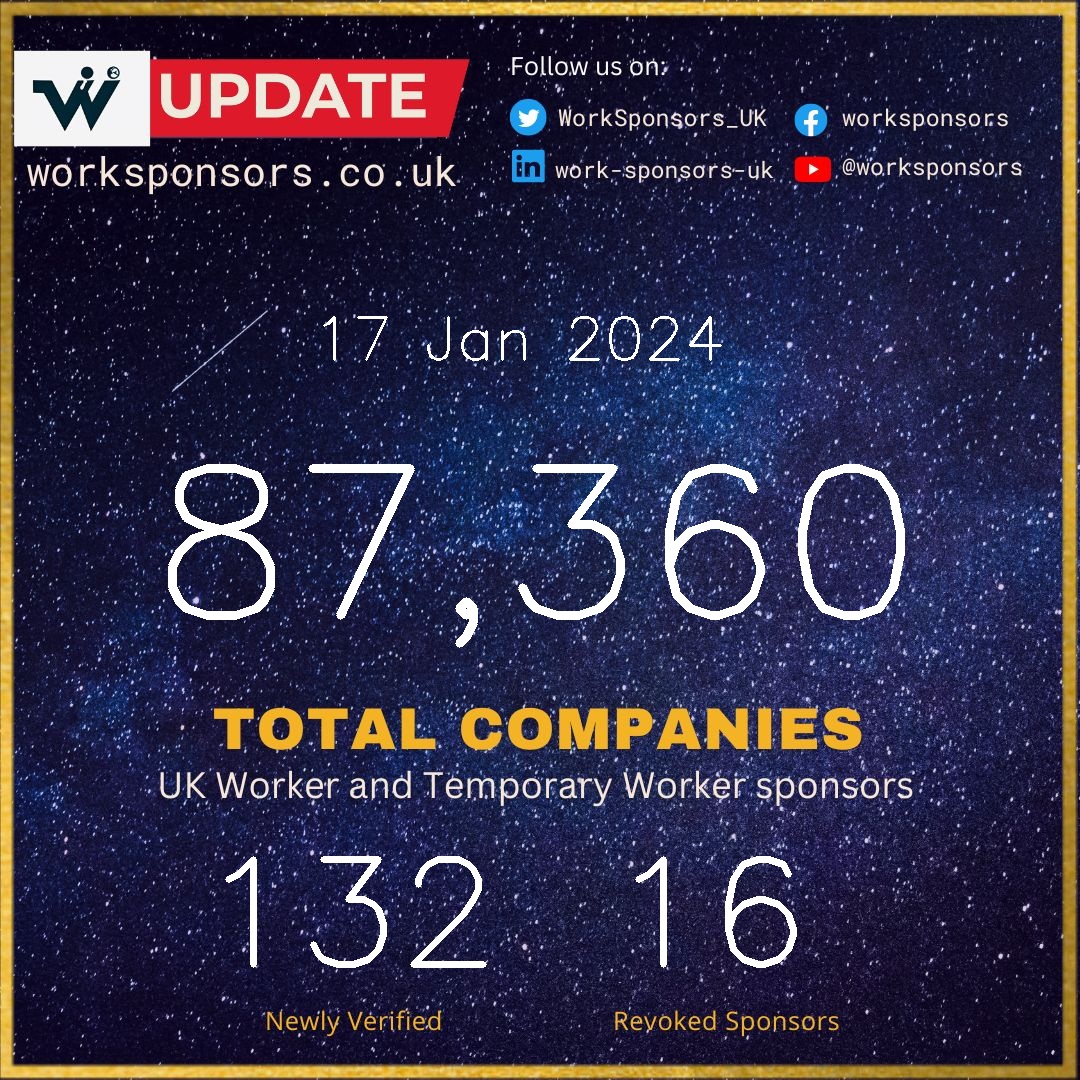 W UPDATE
worksponsors.co.uk
Follow us on:
WorkSponsors_UK worksponsors
work-sponsors-uk @worksponsors
17 Jan 2024
87,360
TOTAL COMPANIES
UK Worker and Temporary Worker sponsors
132 16
Newly Verified Revoked Sponsors